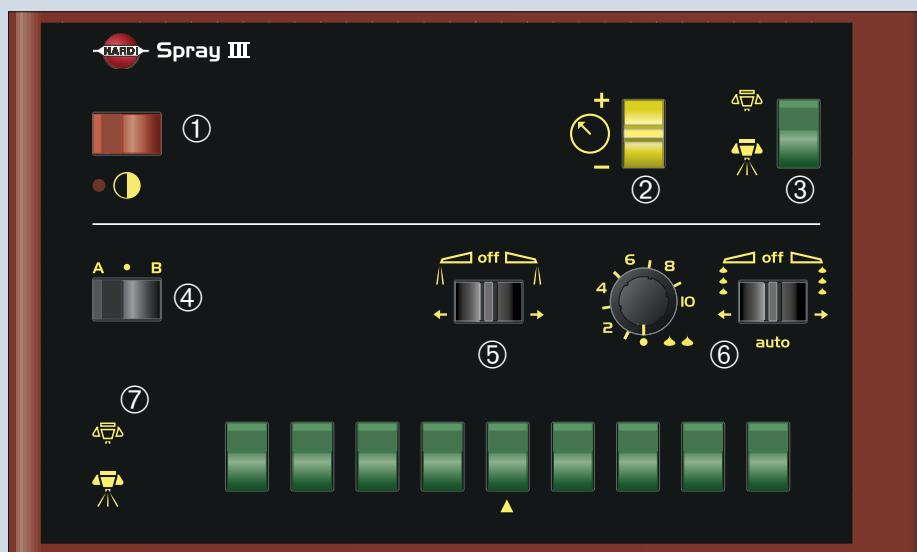 HARDI Spray III
①
+
−
②
③
A • B
④
off
⑤
6 8
4 10
2
off
⑥ auto
⑦